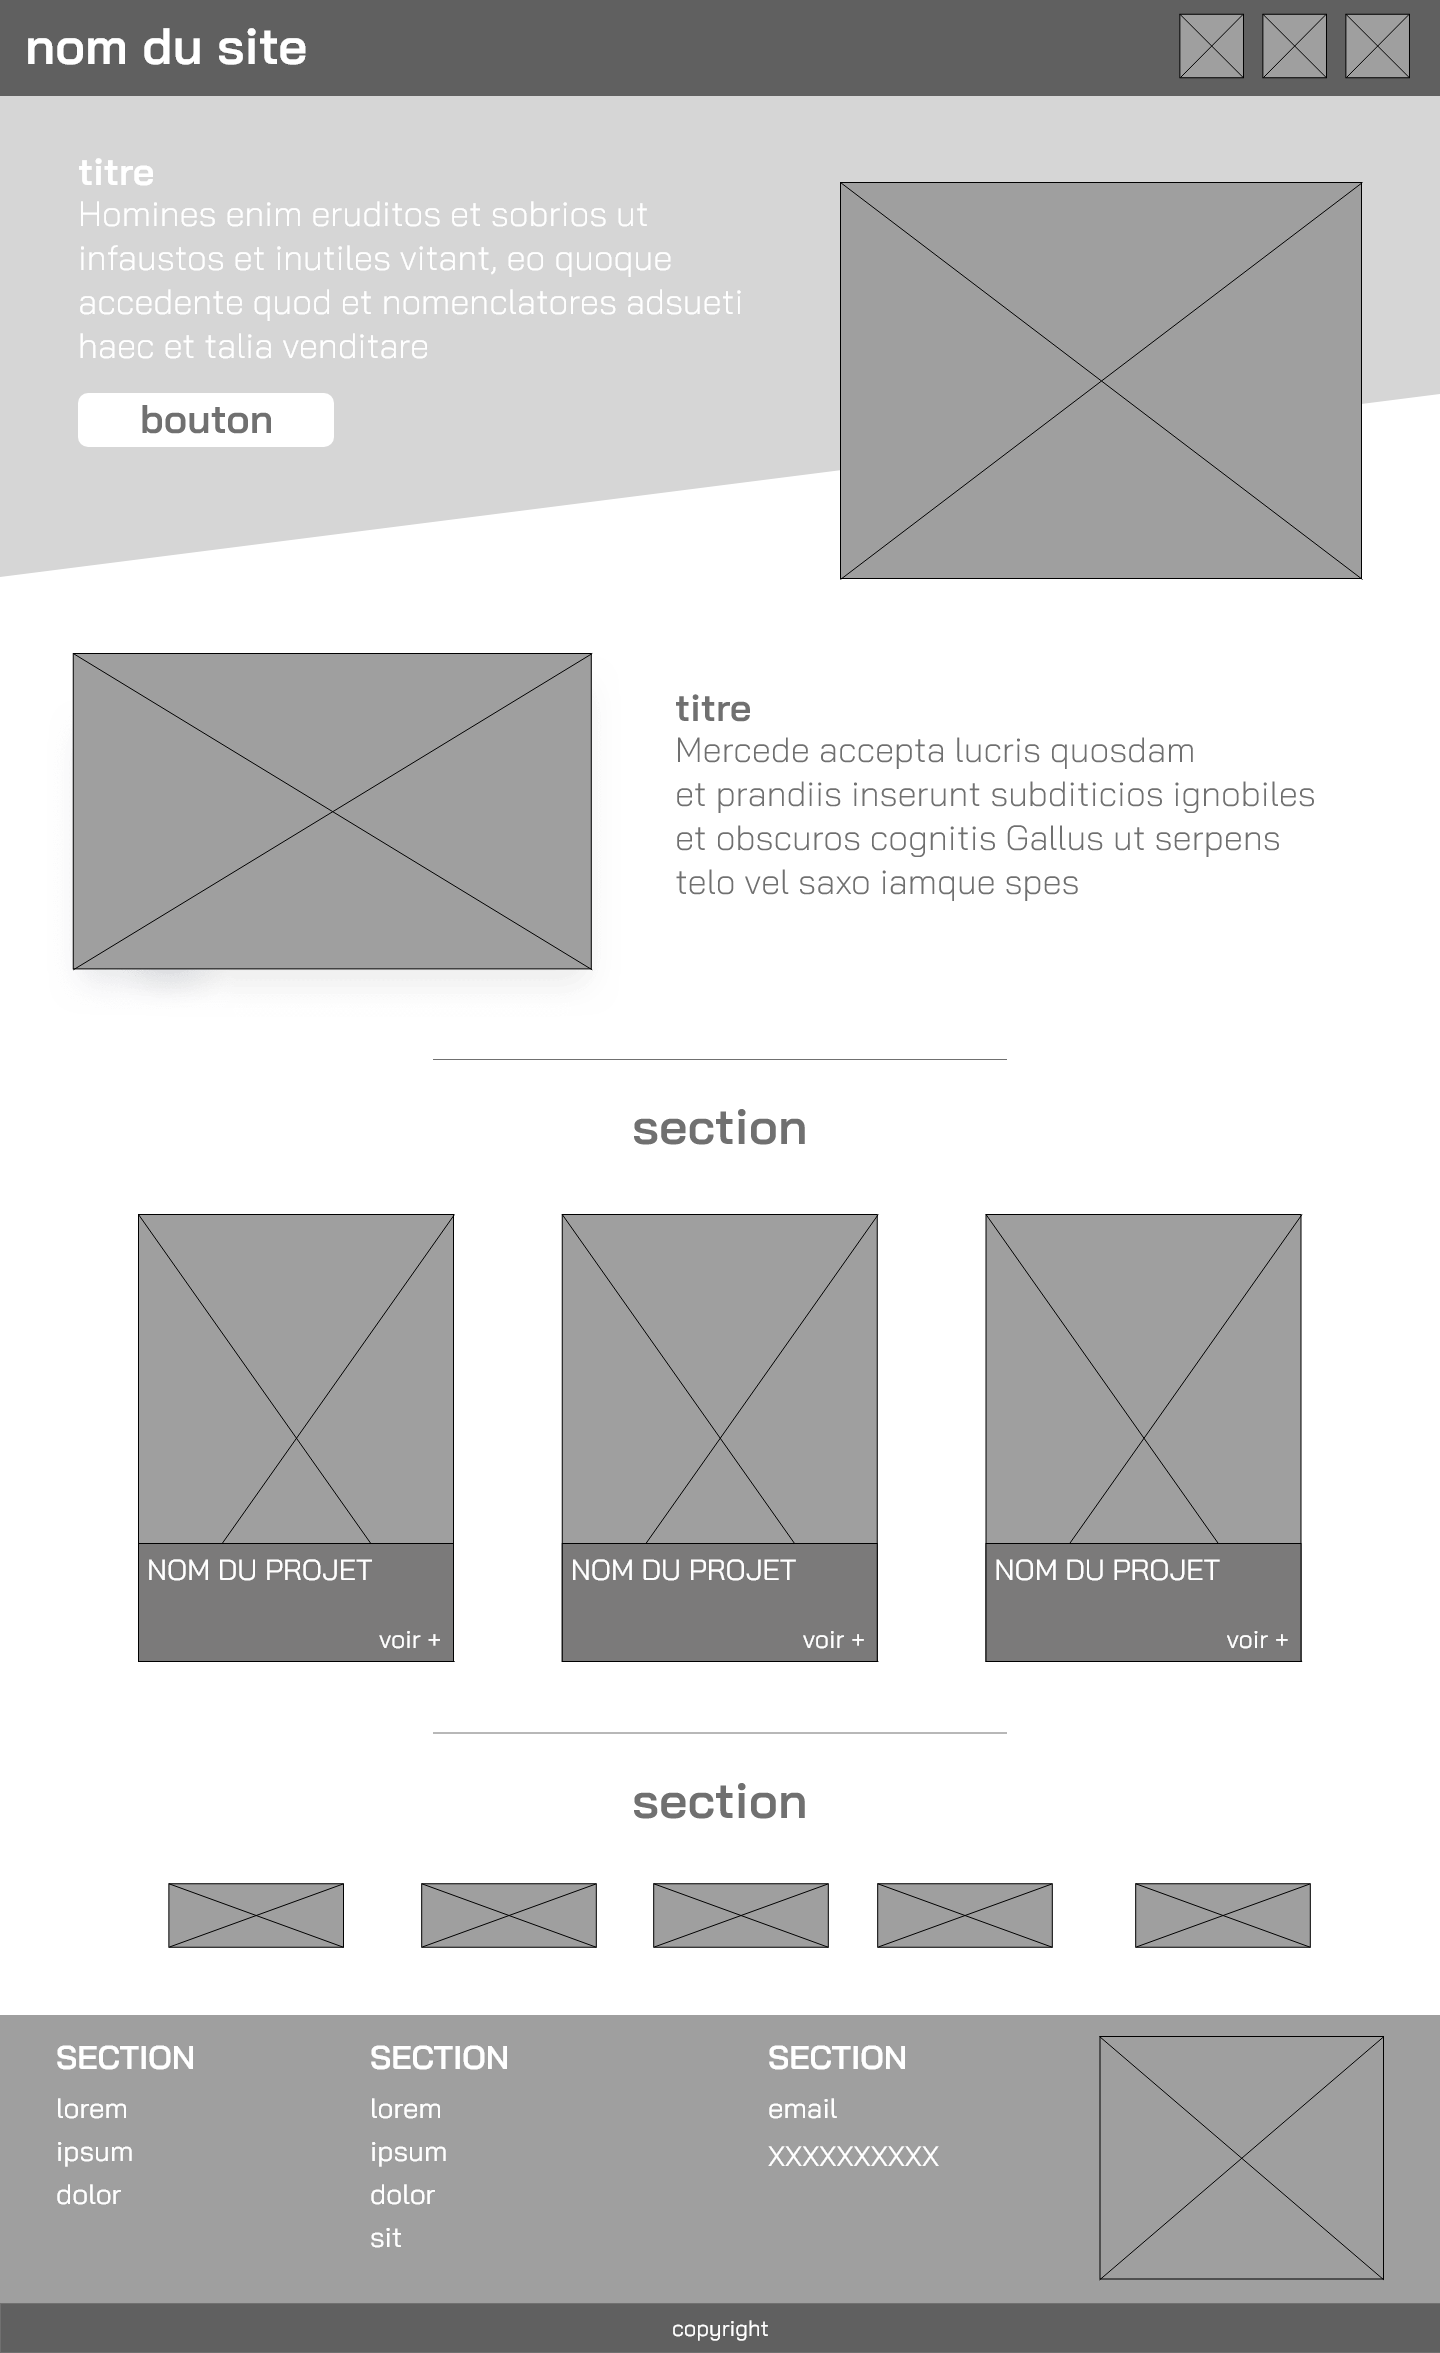 nom du site
titre
Homines enim eruditos et sobrios ut
infaustos et inutiles vitant, eo quoque
accedente quod et nomenclatores adsueti
haec et talia venditare
bouton
titre
Mercede accepta lucris quosdam
et prandiis inserunt subditicios ignobiles
et obscuros cognitis Gallus ut serpens
telo vel saxo iamque spes
section
NOM DU PROJET
voir +
NOM DU PROJET
voir +
NOM DU PROJET
voir +
section
SECTION
lorem
ipsum
dolor
SECTION
lorem
ipsum
dolor
sit
SECTION
email
XXXXXXXXXX
copyright